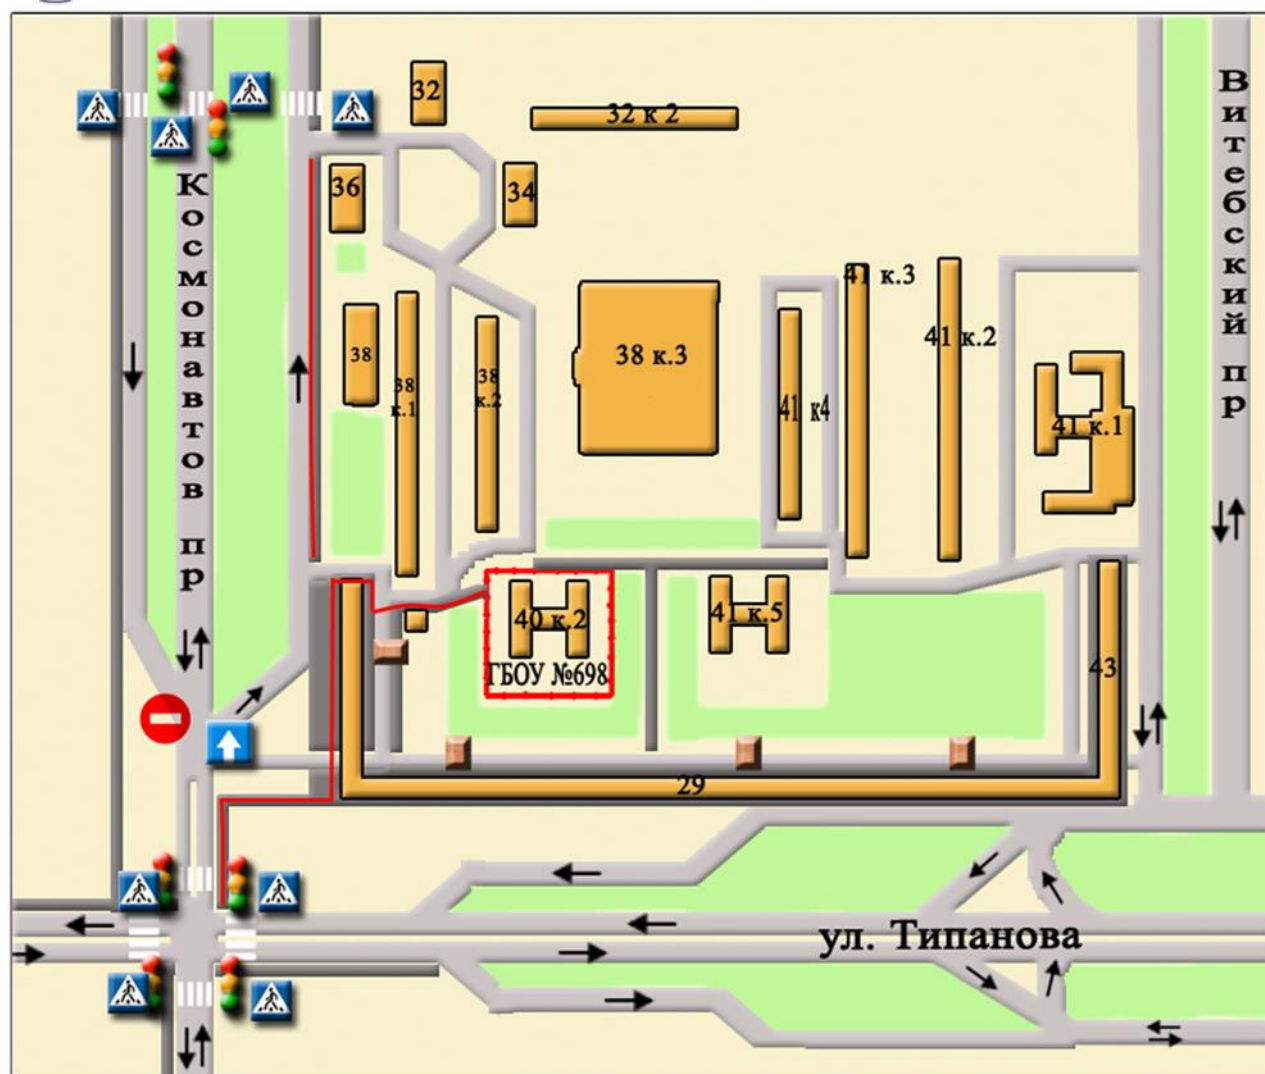 32
32 к 2
36
34
Космонавтов пр
Витебский пр
41 к.3
41 к.2
38
38 к.1
38 к.2
38 к.3
41 к4
41 к.1
40 к.2
41 к.5
ГБОУ №698
43
29
ул. Типанова